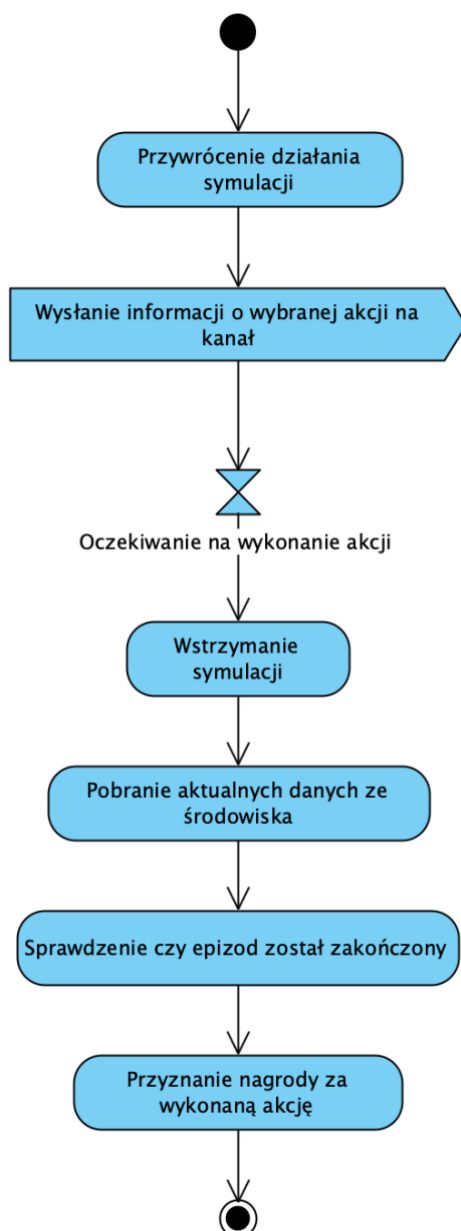 Przywrócenie działania
symulacji
Wysłanie informacji o wybranej akcji na
kanał
Oczekiwanie na wykonanie akcji
Wstrzymanie
symulacji
Pobranie aktualnych danych ze
środowiska
Sprawdzenie czy epizod został zakończony
Przyznanie nagrody za
wykonaną akcję